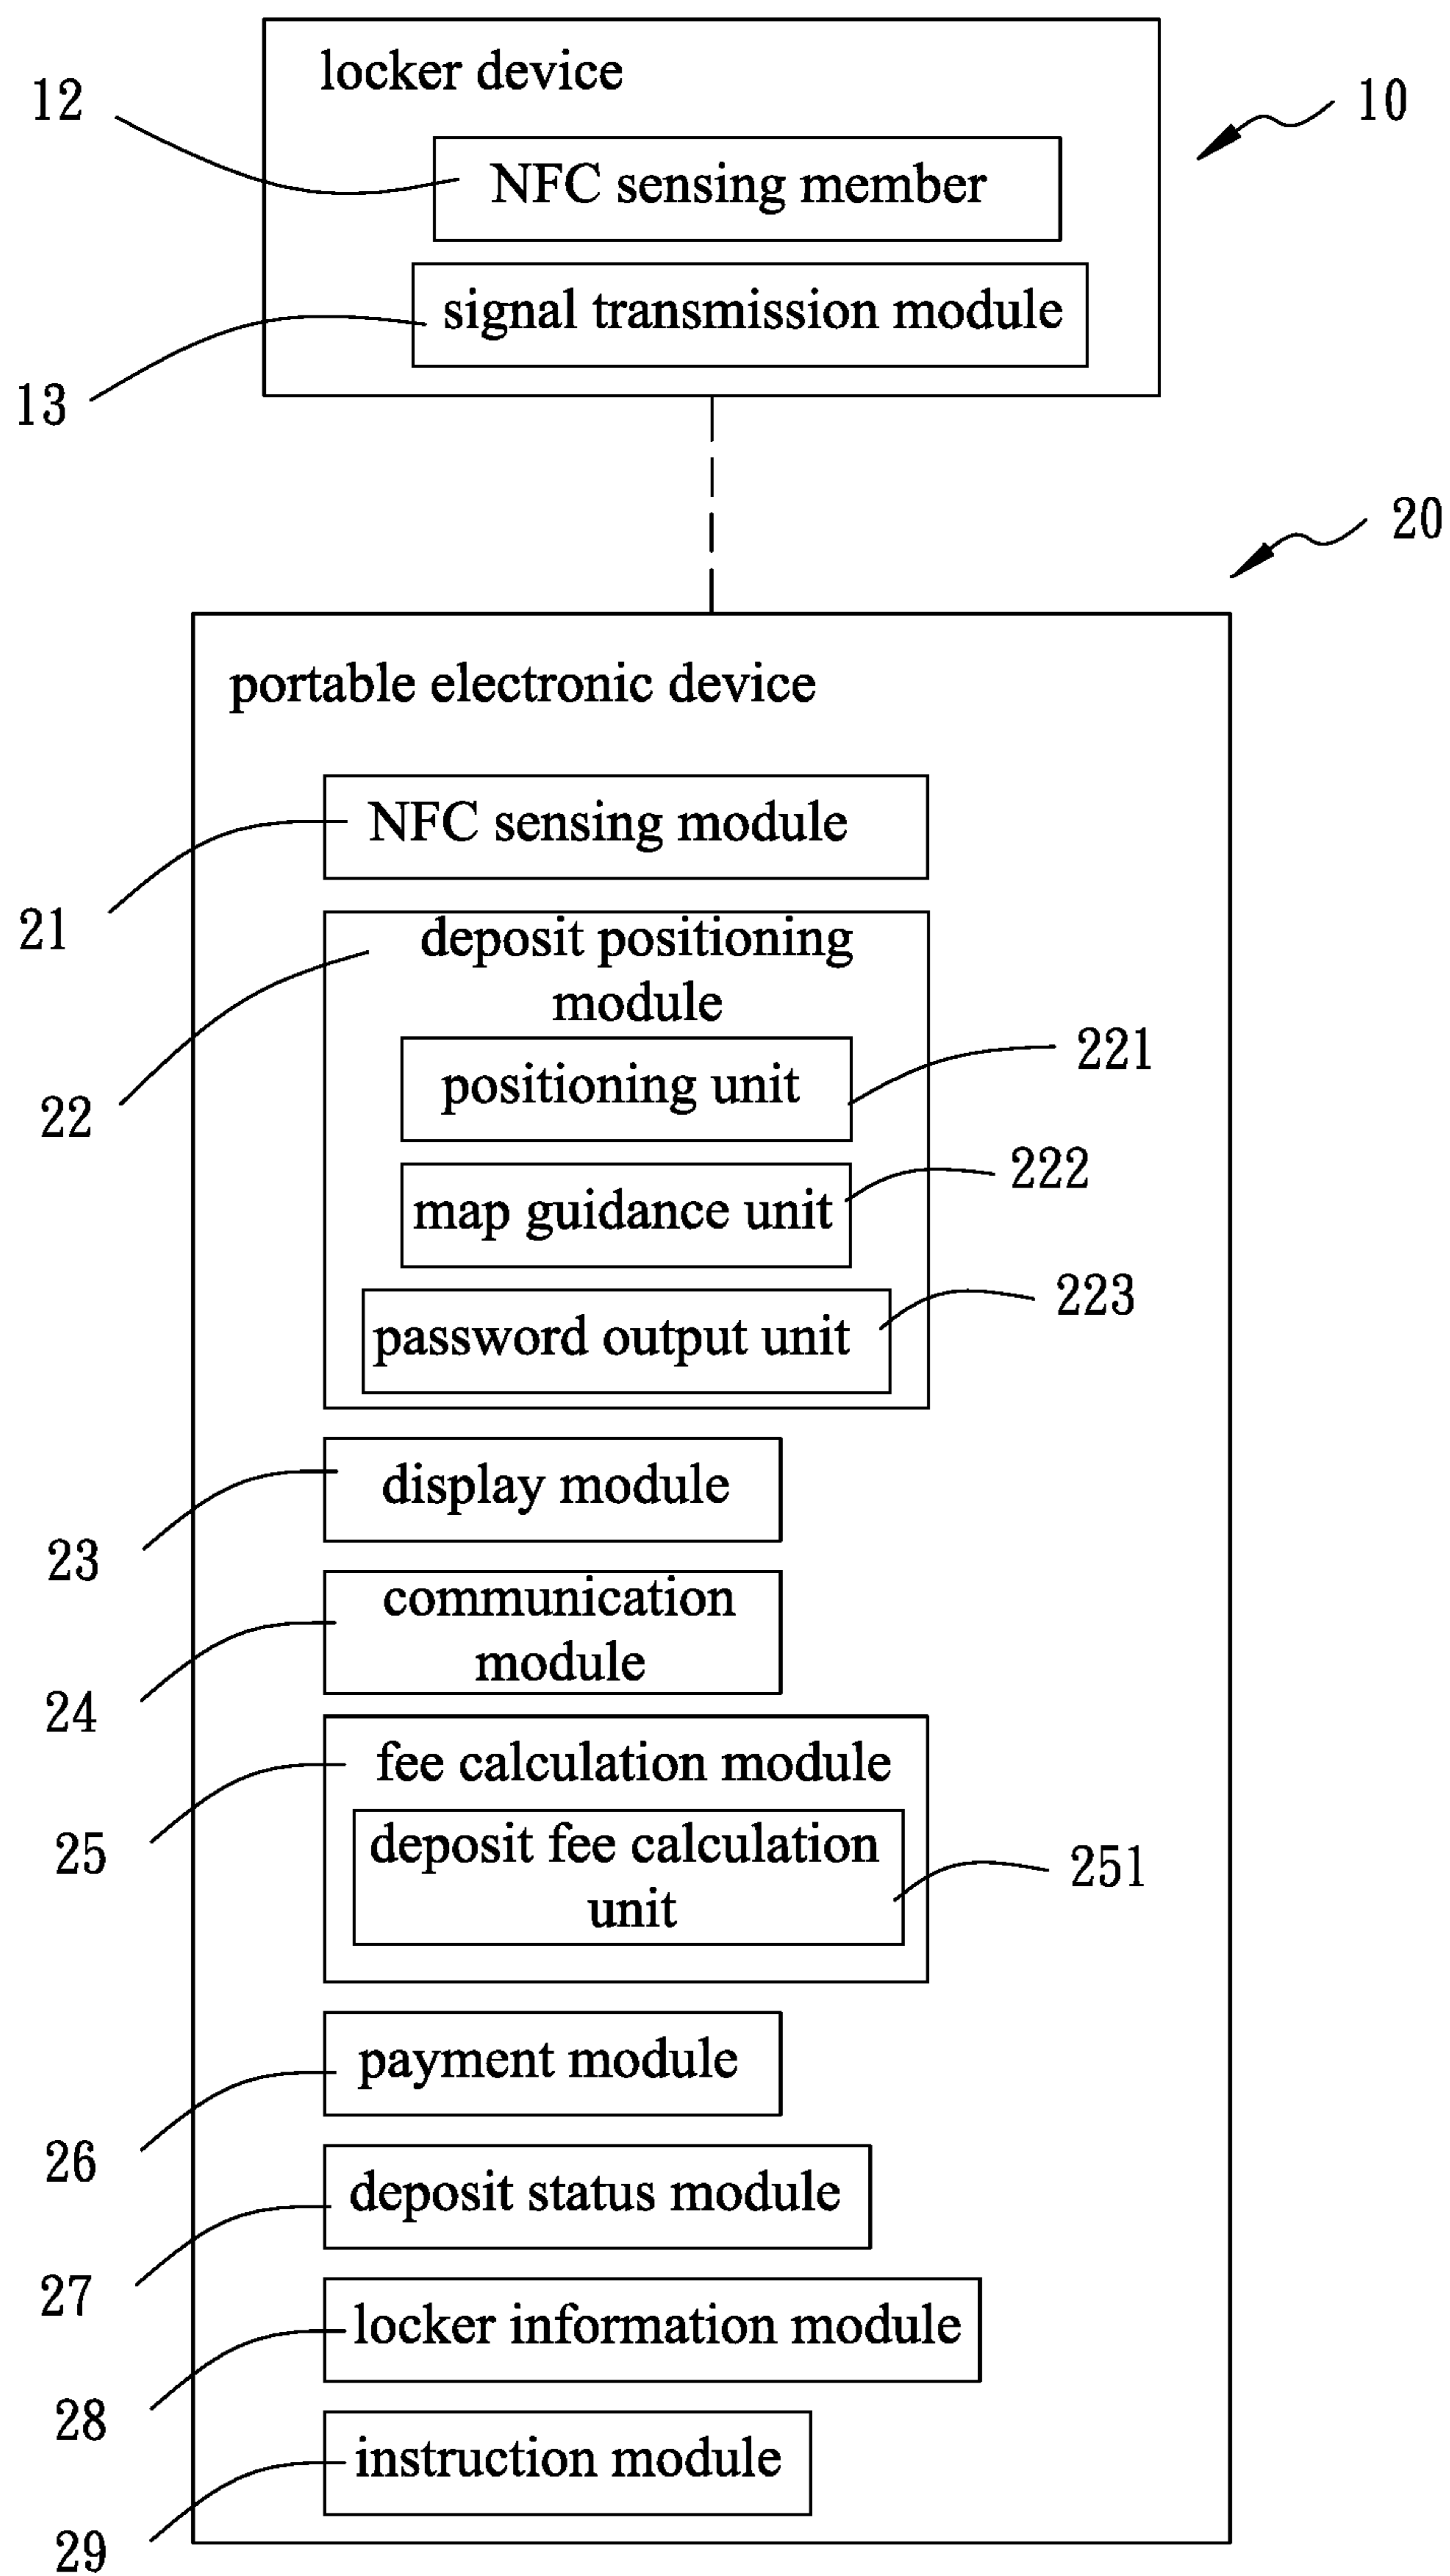 locker device
10
12
NFC sensing member
signal transmission module
13
20
portable electronic device
NFC sensing module
21
deposit positioning
module
22
positioning unit
221
map guidance unit
222
password output unit
223
display module
23
communication
module
24
fee calculation module
25
deposit fee calculation
unit
251
payment module
26
deposit status module
27
locker information module
28
instruction module
29